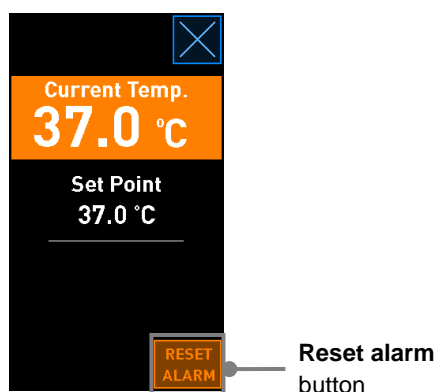 Current Temp.
37.0 °C
Set Point
37.0 °C
RESET
ALARM
Reset alarm
button